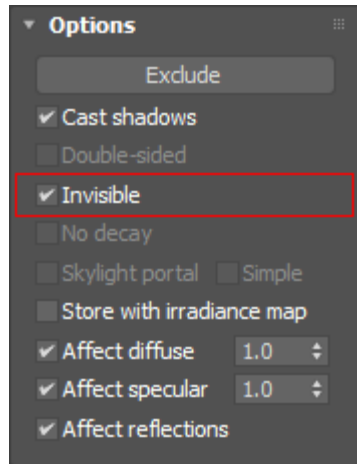 Options
Exclude
Cast shadows
Double-sided
Invisible
No decay
Skylight portal Simple
Store with irradiance map
Affect diffuse 1.0
Affect specular 1.0
Affect reflections